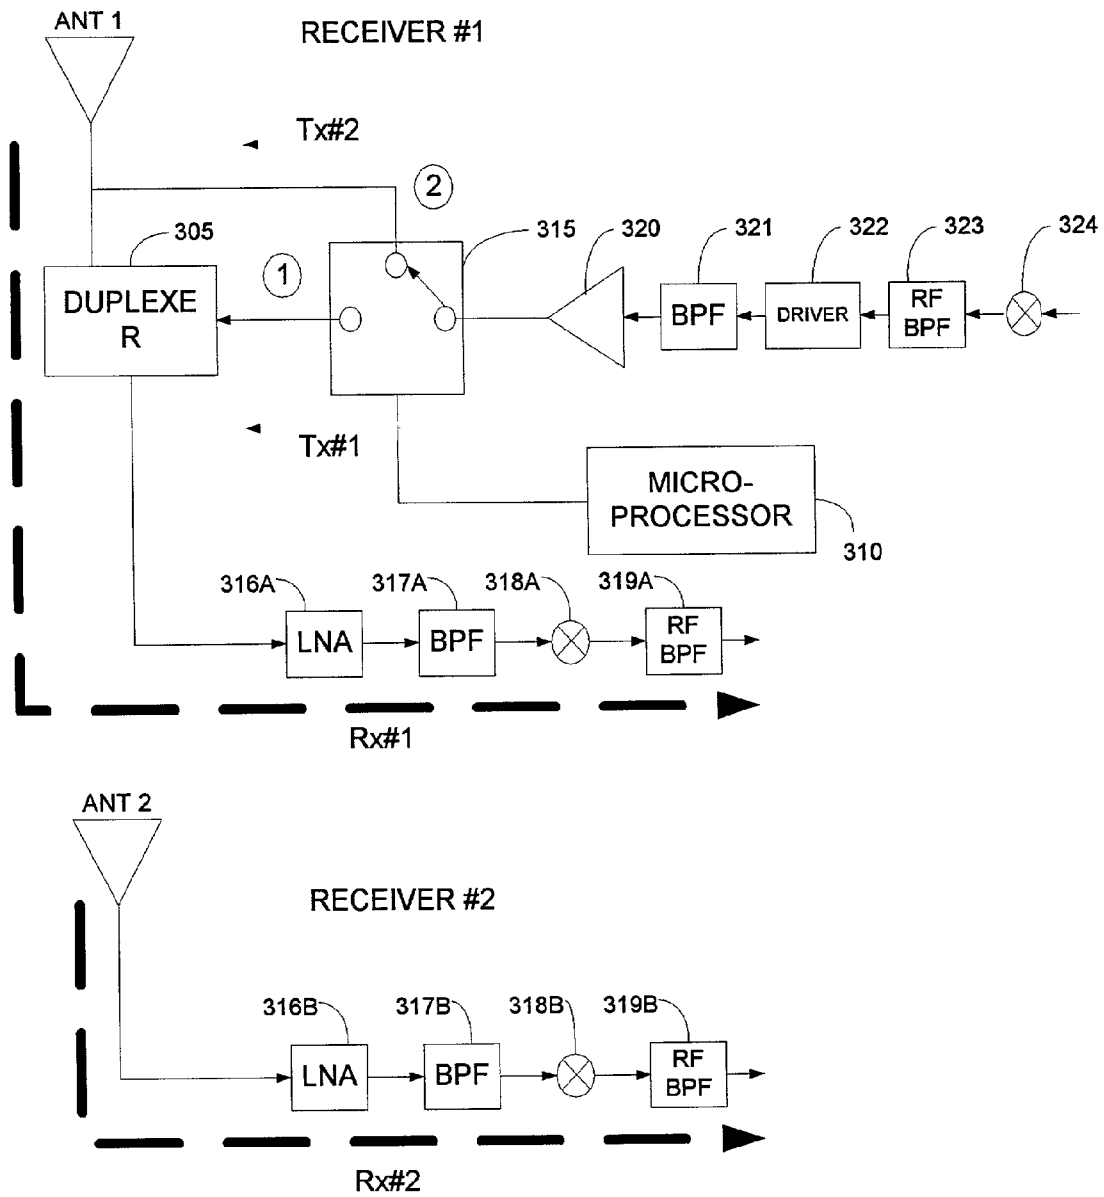 ANT 1
RECEIVER #1
Tx#2
2
305
315
320
321
322
323
324
1
DUPLEXE
R
BPF
DRIVER
RF
BPF
Tx#1
MICRO-
PROCESSOR
310
316A
317A
318A
319A
LNA
BPF
RF
BPF
Rx#1
ANT 2
RECEIVER #2
316B
317B
318B
319B
LNA
BPF
RF
BPF
Rx#2